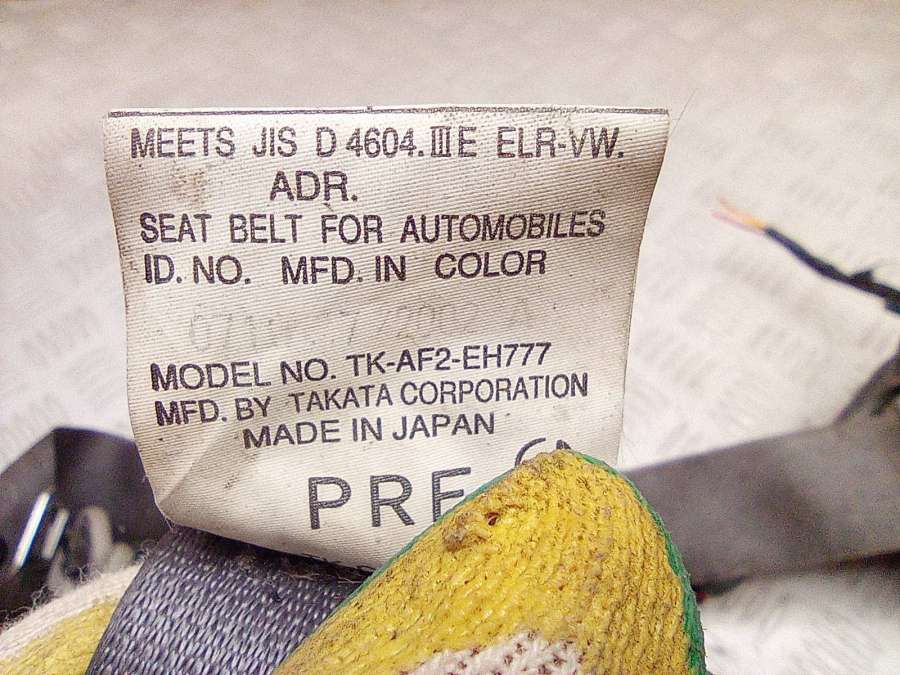 MEETS JIS D 4604.ⅢE ELR-VW.
ADR.
SEAT BELT FOR AUTOMOBILES
ID. NO. MFD. IN COLOR
MODEL NO. TK-AF2-EH777
MFD. BY TAKATA CORPORATION
MADE IN JAPAN
PRE